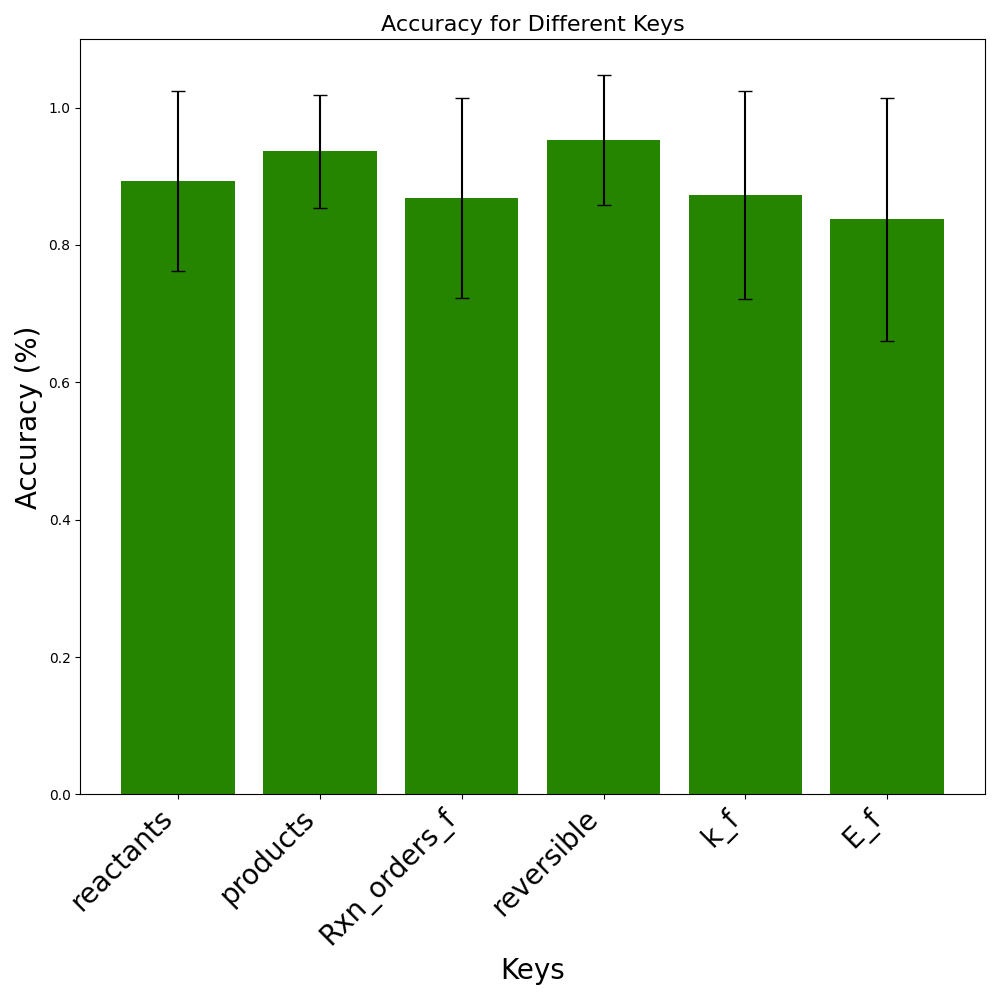 Accuracy for Different Keys
Accuracy (%)
1.0
0.8
0.6
0.4
0.2
0.0
reactants
products
Rxn_orders_f
reversible
k_f
E_f
Keys